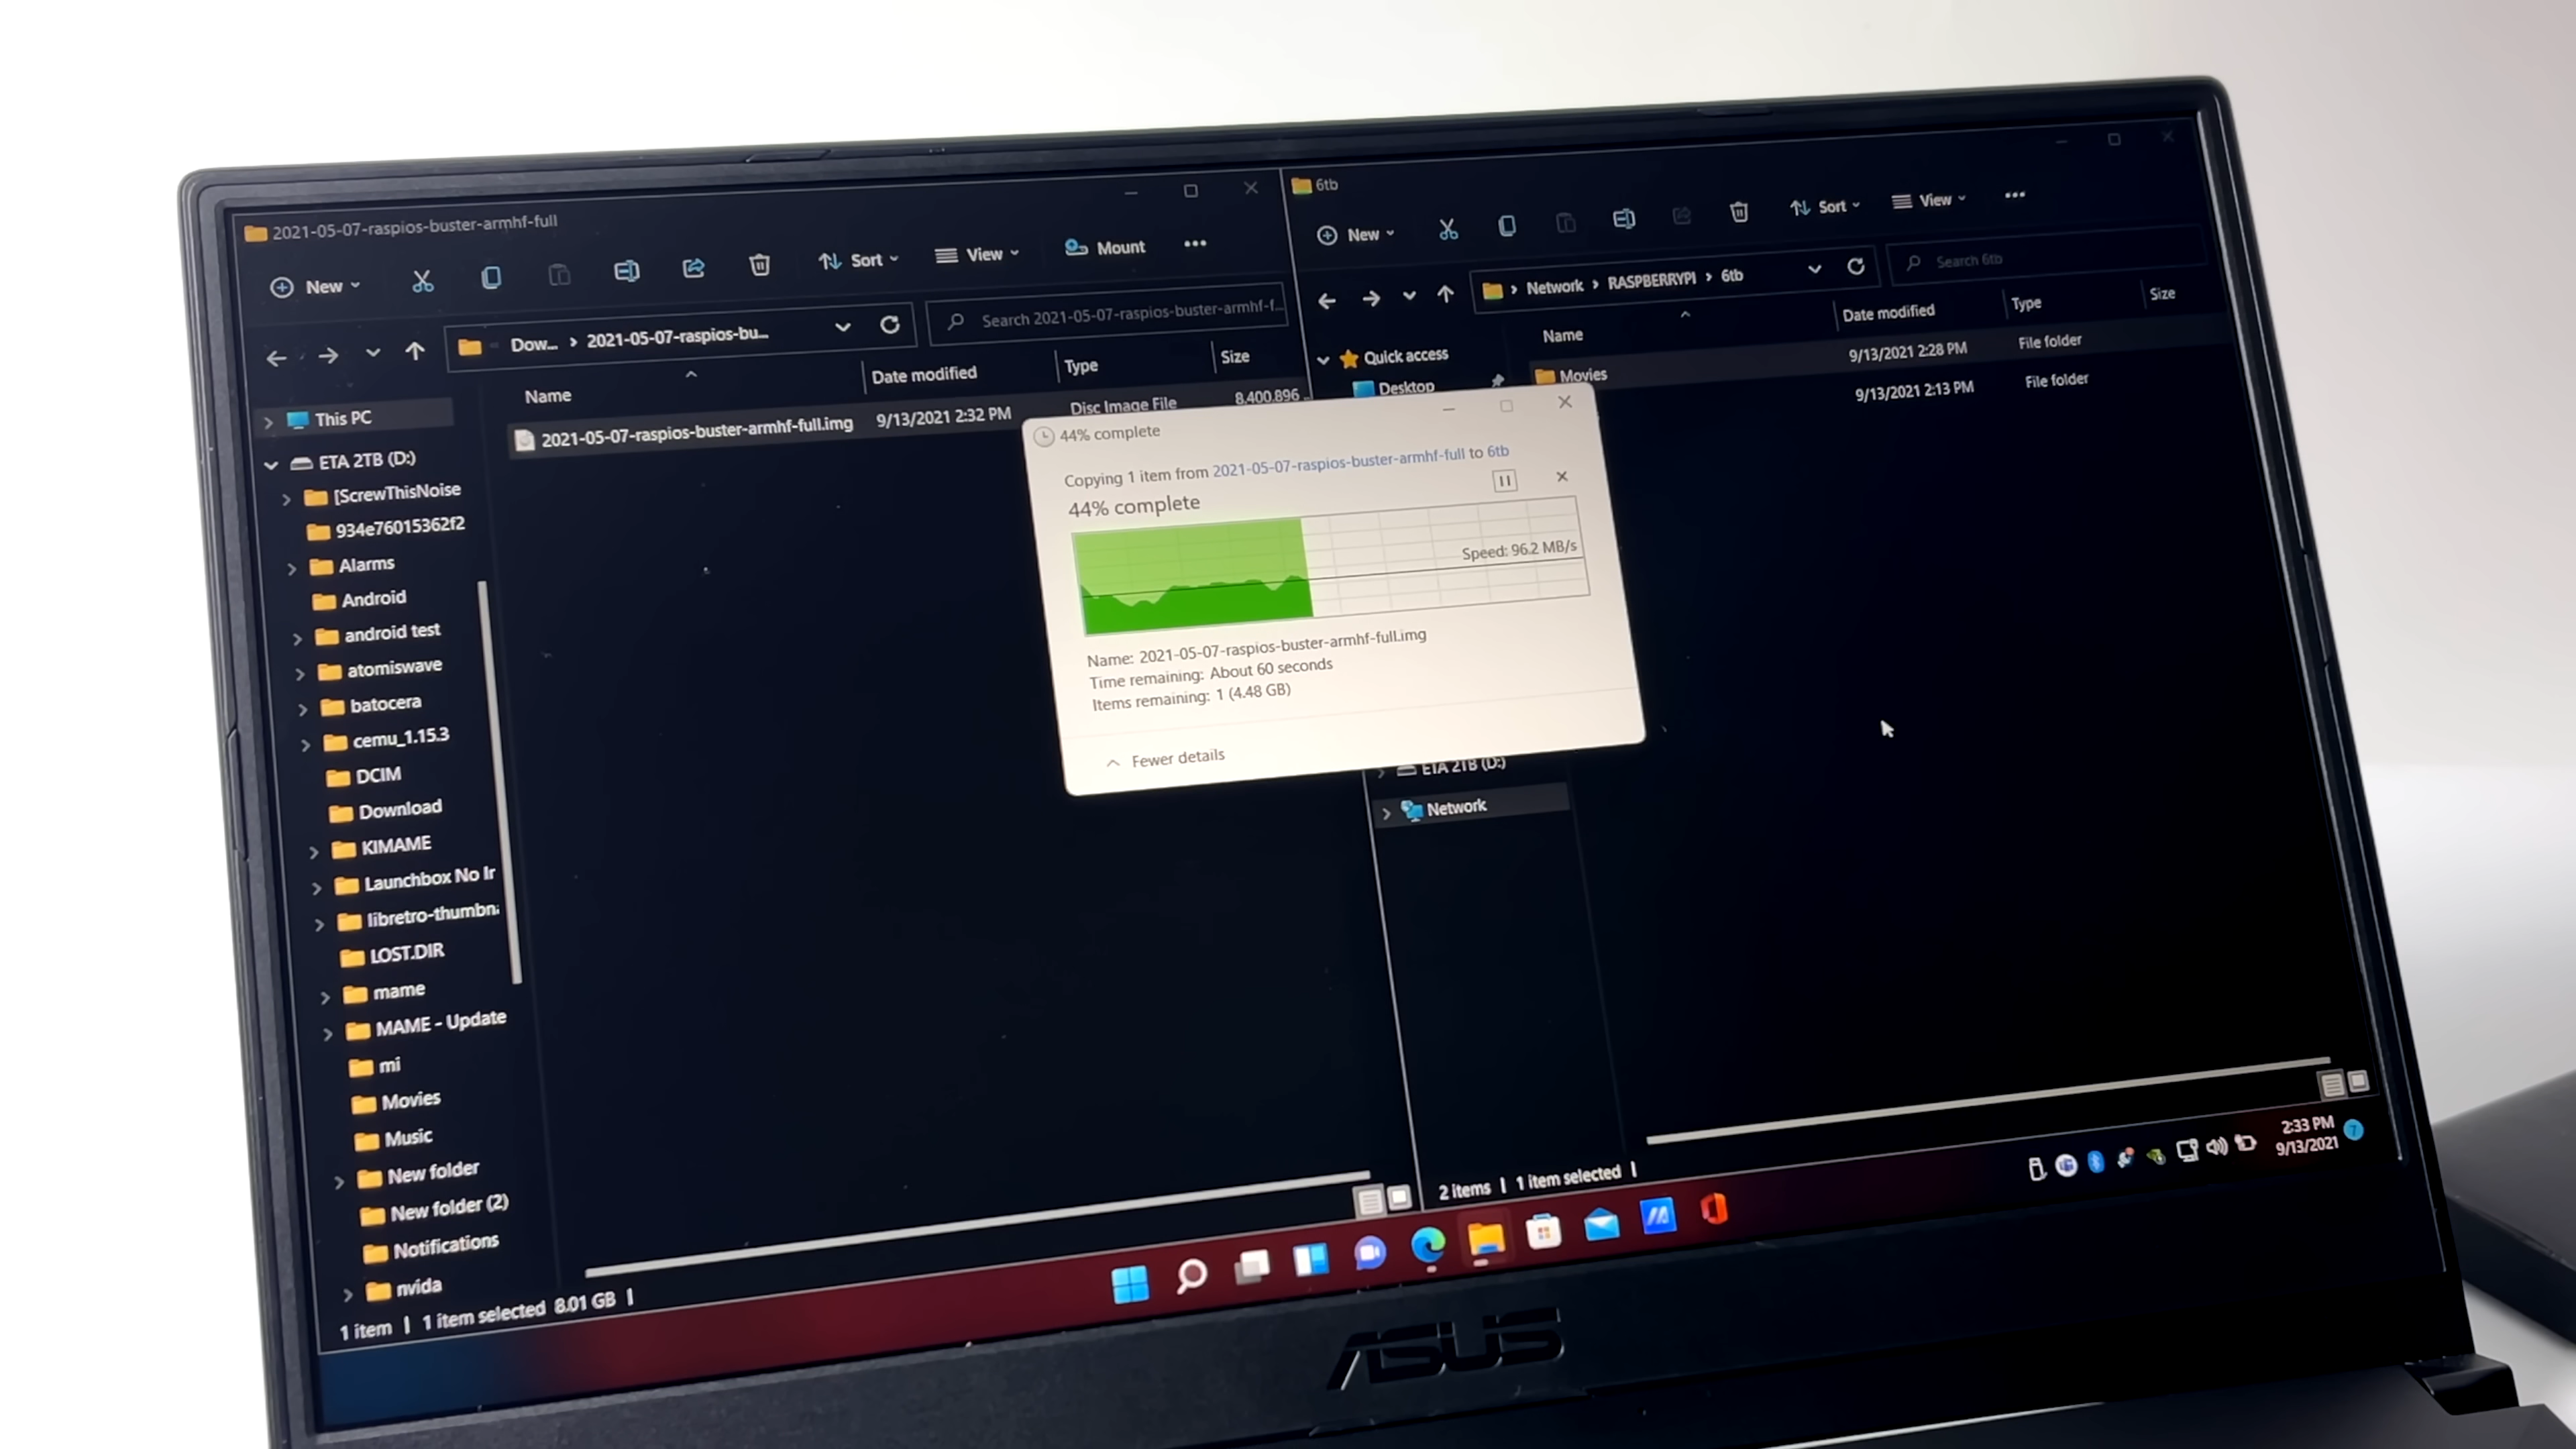 2021-05-07-raspios-buster-armhf-full
New
Sort
View
Mount
Dow... > 2021-05-07-raspios-bu...
Search 2021-05-07-raspios-buster-armhf-f...
Name
Date modified
Type
Size
2021-05-07-raspios-buster-armhf-full.img
9/13/2021 2:32 PM
Disc Image File
8,400,896
This PC
ETA 2TB (D:)
[ScrewThisNoise
934e76015362f2
Alarms
Android
android test
atomiswave
batocera
cemu_1.15.3
DCIM
Download
KIMAME
Launchbox No Ir
libretro-thumbn
LOST.DIR
mame
MAME - Update
mi
Movies
Music
New folder
New folder (2)
Notifications
nvida
1 item | 1 item selected 8.01 GB |
6tb
New
Sort
View
> Network > RASPBERRYPI > 6tb
Search 6tb
Name
Date modified
Type
Size
Quick access
Desktop
Movies
9/13/2021 2:28 PM
File folder
9/13/2021 2:13 PM
File folder
44% complete
Copying 1 item from 2021-05-07-raspios-buster-armhf-full to 6tb
44% complete
Speed: 96.2 MB/s
Name: 2021-05-07-raspios-buster-armhf-full.img
Time remaining: About 60 seconds
Items remaining: 1 (4.48 GB)
Fewer details
ETA 2TB (D:)
Network
2 items | 1 item selected |
2:33 PM
9/13/2021
7
ASUS